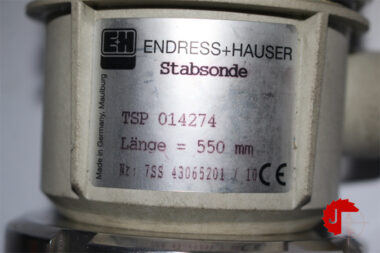 E+H
ENDRESS+HAUSER
Stabsonde
TSP 014274
Länge = 550 mm
Nr: 7SS 43065201 / 10 CE
Made in Germany, Maulburg